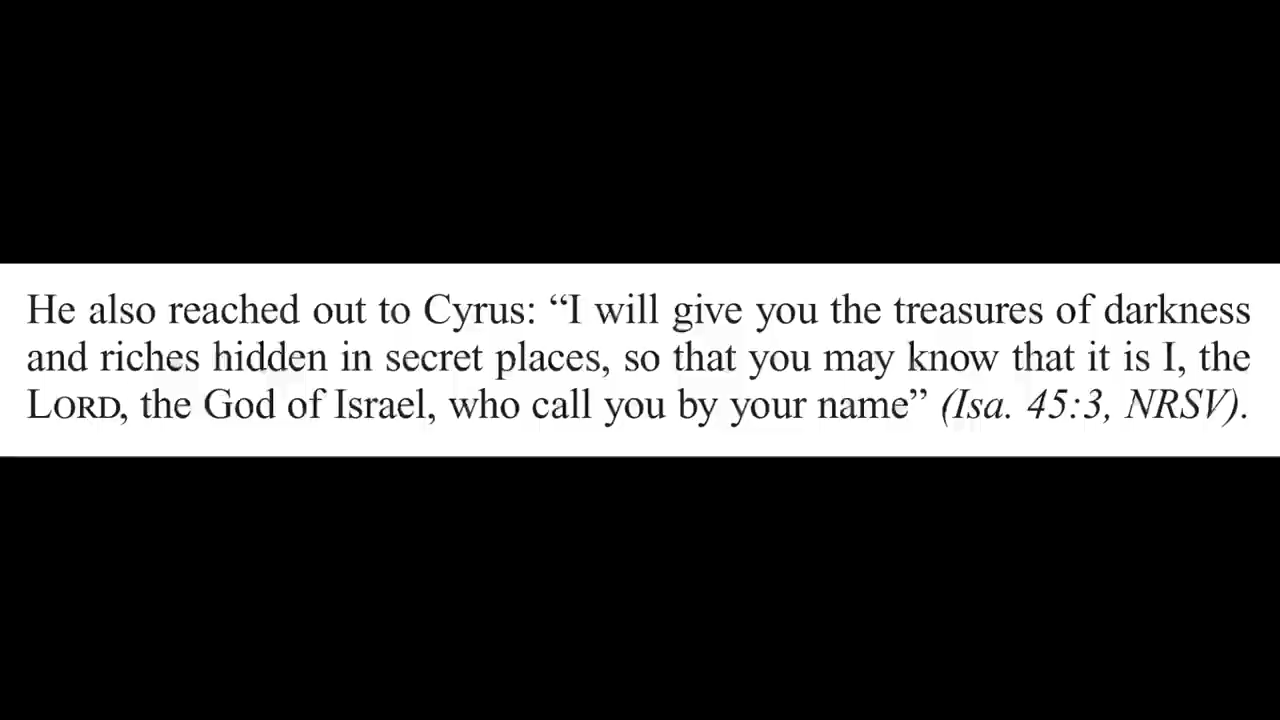 He also reached out to Cyrus: “I will give you the treasures of darkness
and riches hidden in secret places, so that you may know that it is I, the
LORD, the God of Israel, who call you by your name” (Isa. 45:3, NRSV).